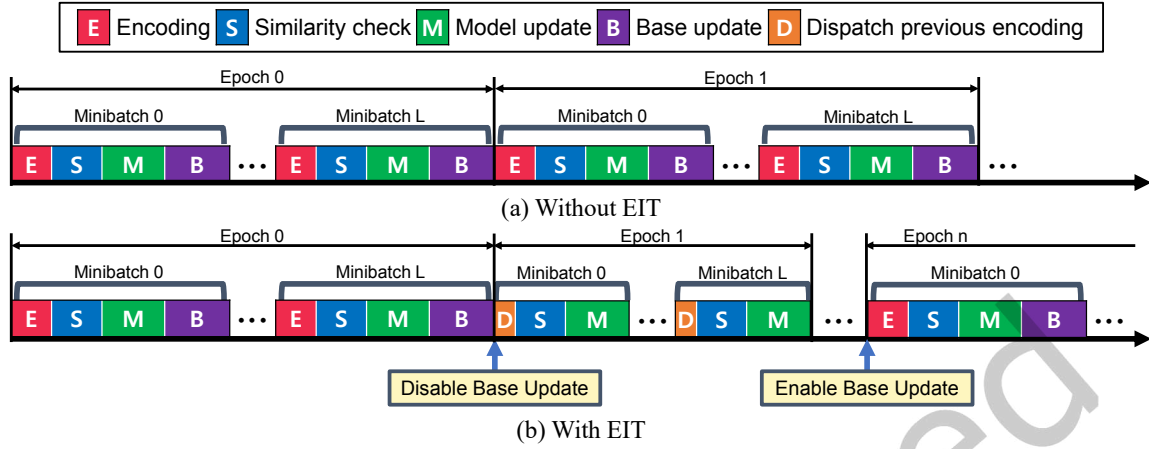 E Encoding S Similarity check M Model update B Base update D Dispatch previous encoding
Epoch 0 Epoch 1
Minibatch 0 Minibatch L Minibatch 0 Minibatch L
E S M B ... E S M B E S M B ... E S M B ...
(a) Without EIT
Epoch 0 Epoch 1 Epoch n
Minibatch 0 Minibatch L Minibatch 0 Minibatch L Minibatch 0
E S M B ... E S M B D S M ... D S M ... E S M B ...
Disable Base Update Enable Base Update
(b) With EIT
ed